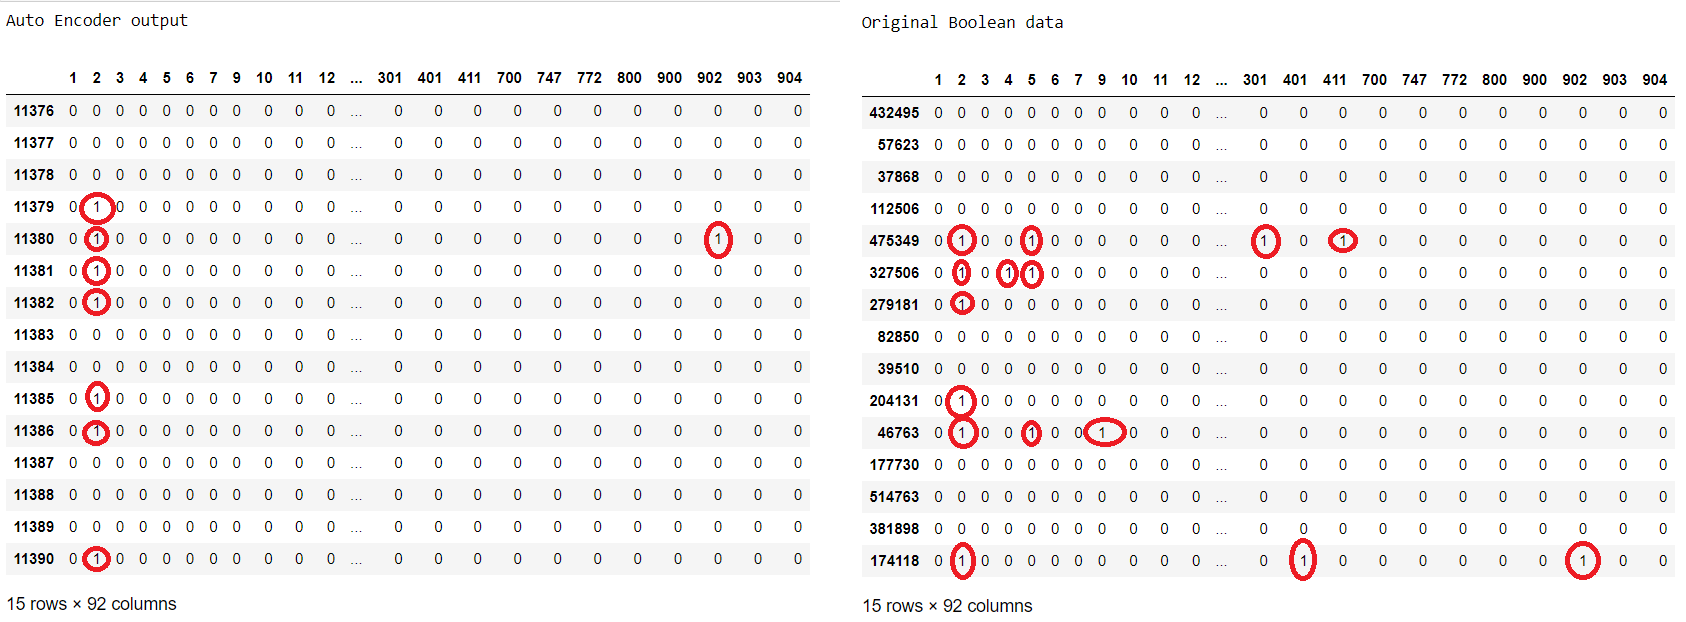 Auto Encoder output
1 2 3 4 5 6 7 9 10 11 12 ... 301 401 411 700 747 772 800 900 902 903 904
11376 0 0 0 0 0 0 0 0 0 0 0 ... 0 0 0 0 0 0 0 0 0 0 0
11377 0 0 0 0 0 0 0 0 0 0 0 ... 0 0 0 0 0 0 0 0 0 0 0
11378 0 0 0 0 0 0 0 0 0 0 0 ... 0 0 0 0 0 0 0 0 0 0 0
11379 0 1 0 0 0 0 0 0 0 0 0 ... 0 0 0 0 0 0 0 0 0 0 0
11380 0 1 0 0 0 0 0 0 0 0 0 ... 0 0 0 0 0 0 0 0 1 0 0
11381 0 1 0 0 0 0 0 0 0 0 0 ... 0 0 0 0 0 0 0 0 0 0 0
11382 0 1 0 0 0 0 0 0 0 0 0 ... 0 0 0 0 0 0 0 0 0 0 0
11383 0 0 0 0 0 0 0 0 0 0 0 ... 0 0 0 0 0 0 0 0 0 0 0
11384 0 0 0 0 0 0 0 0 0 0 0 ... 0 0 0 0 0 0 0 0 0 0 0
11385 0 1 0 0 0 0 0 0 0 0 0 ... 0 0 0 0 0 0 0 0 0 0 0
11386 0 1 0 0 0 0 0 0 0 0 0 ... 0 0 0 0 0 0 0 0 0 0 0
11387 0 0 0 0 0 0 0 0 0 0 0 ... 0 0 0 0 0 0 0 0 0 0 0
11388 0 0 0 0 0 0 0 0 0 0 0 ... 0 0 0 0 0 0 0 0 0 0 0
11389 0 0 0 0 0 0 0 0 0 0 0 ... 0 0 0 0 0 0 0 0 0 0 0
11390 0 1 0 0 0 0 0 0 0 0 0 ... 0 0 0 0 0 0 0 0 0 0 0
15 rows × 92 columns
Original Boolean data
1 2 3 4 5 6 7 9 10 11 12 ... 301 401 411 700 747 772 800 900 902 903 904
432495 0 0 0 0 0 0 0 0 0 0 0 ... 0 0 0 0 0 0 0 0 0 0 0
57623 0 0 0 0 0 0 0 0 0 0 0 ... 0 0 0 0 0 0 0 0 0 0 0
37868 0 0 0 0 0 0 0 0 0 0 0 ... 0 0 0 0 0 0 0 0 0 0 0
112506 0 0 0 0 0 0 0 0 0 0 0 ... 0 0 0 0 0 0 0 0 0 0 0
475349 0 1 0 0 1 0 0 0 0 0 0 ... 1 0 1 0 0 0 0 0 0 0 0
327506 0 1 0 1 1 0 0 0 0 0 0 ... 0 0 0 0 0 0 0 0 0 0 0
279181 0 1 0 0 0 0 0 0 0 0 0 ... 0 0 0 0 0 0 0 0 0 0 0
82850 0 0 0 0 0 0 0 0 0 0 0 ... 0 0 0 0 0 0 0 0 0 0 0
39510 0 0 0 0 0 0 0 0 0 0 0 ... 0 0 0 0 0 0 0 0 0 0 0
204131 0 1 0 0 0 0 0 0 0 0 0 ... 0 0 0 0 0 0 0 0 0 0 0
46763 0 1 0 0 1 0 0 1 0 0 0 ... 0 0 0 0 0 0 0 0 0 0 0
177730 0 0 0 0 0 0 0 0 0 0 0 ... 0 0 0 0 0 0 0 0 0 0 0
514763 0 0 0 0 0 0 0 0 0 0 0 ... 0 0 0 0 0 0 0 0 0 0 0
381898 0 0 0 0 0 0 0 0 0 0 0 ... 0 0 0 0 0 0 0 0 0 0 0
174118 0 1 0 0 0 0 0 0 0 0 0 ... 0 1 0 0 0 0 0 0 1 0 0
15 rows × 92 columns